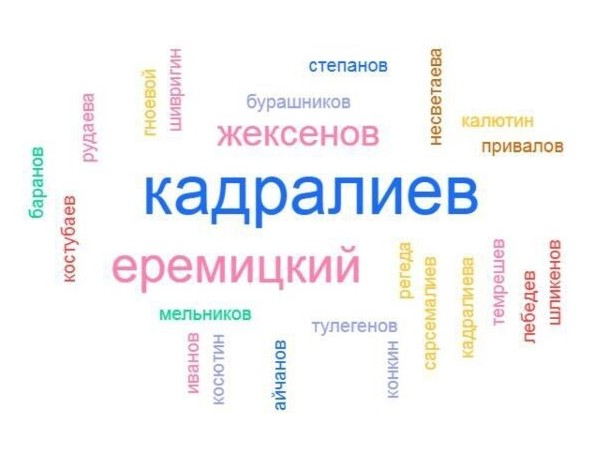 степанов
несветаева
гноевой
шивригин
рудаева
бурашников
калютин
жексенов
привалов
баранов
кадралиев
костубаев
еремицкий
регеда
сарсемалиев
кадралиева
темрешев
лебедев
шликенов
мельников
тулегенов
иванов
косютин
айчанов
конкин